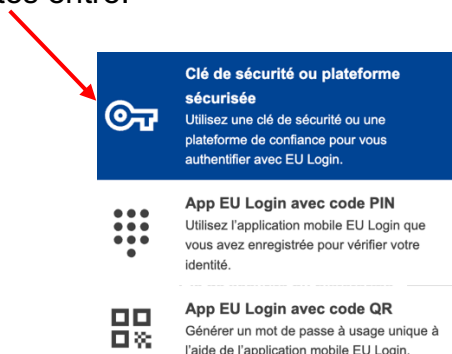 entre:
Clé de sécurité ou plateforme
sécurisée
Utilisez une clé de sécurité ou une
plateforme de confiance pour vous
authentifier avec EU Login.
App EU Login avec code PIN
Utilisez l'application mobile EU Login que
vous avez enregistrée pour vérifier votre
identité.
App EU Login avec code QR
Générer un mot de passe à usage unique à
l'aide de l'application mobile EU Login.